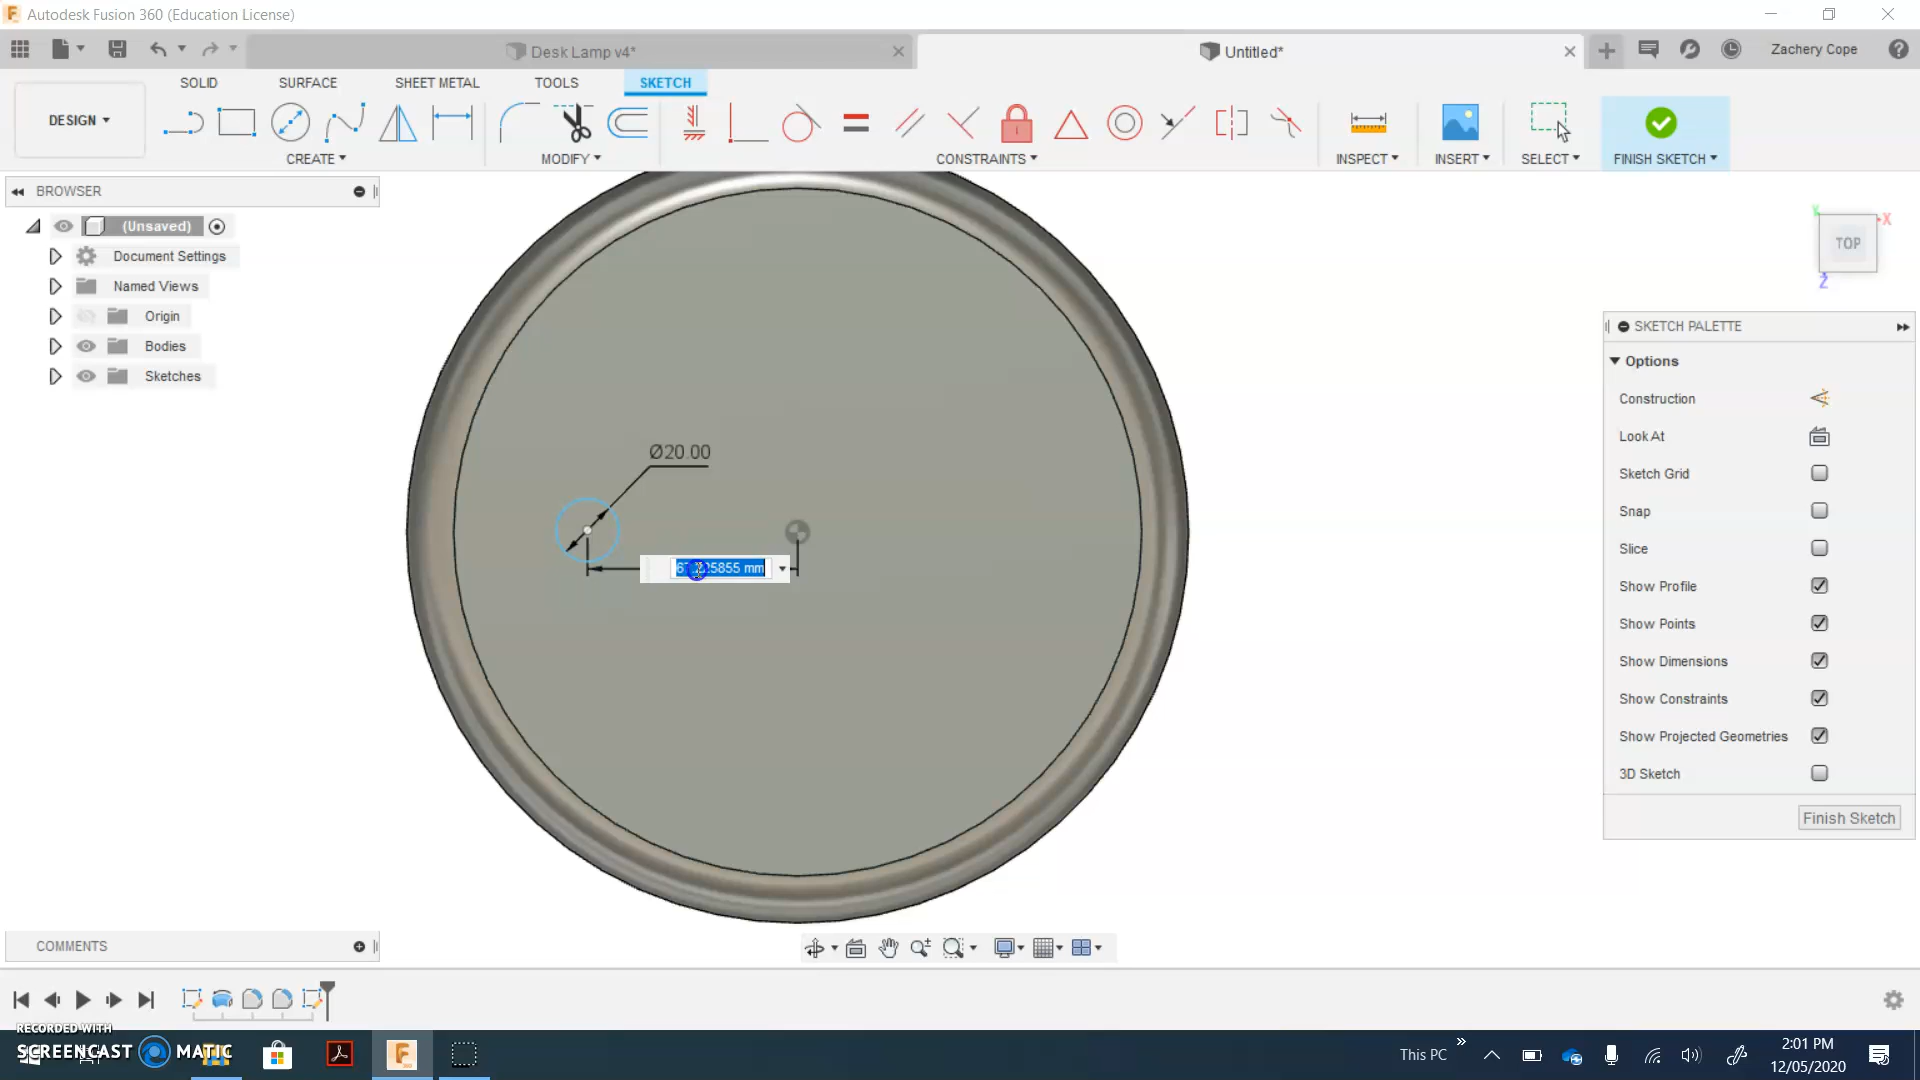 Autodesk Fusion 360 (Education License)
Desk Lamp v4*
Untitled*
Zachery Cope
DESIGN
SOLID
SURFACE
SHEET METAL
TOOLS
SKETCH
CREATE
MODIFY
CONSTRAINTS
INSPECT
INSERT
SELECT
FINISH SKETCH
BROWSER
(Unsaved)
Document Settings
Named Views
Origin
Bodies
Sketches
Y
X
TOP
Z
Ø20.00
mm
SKETCH PALETTE
Options
Construction
Look At
Sketch Grid
Snap
Slice
Show Profile
Show Points
Show Dimensions
Show Constraints
Show Projected Geometries
3D Sketch
Finish Sketch
COMMENTS
RECORDED WITH
SCREENCAST MATIC
This PC
2:01 PM
12/05/2020